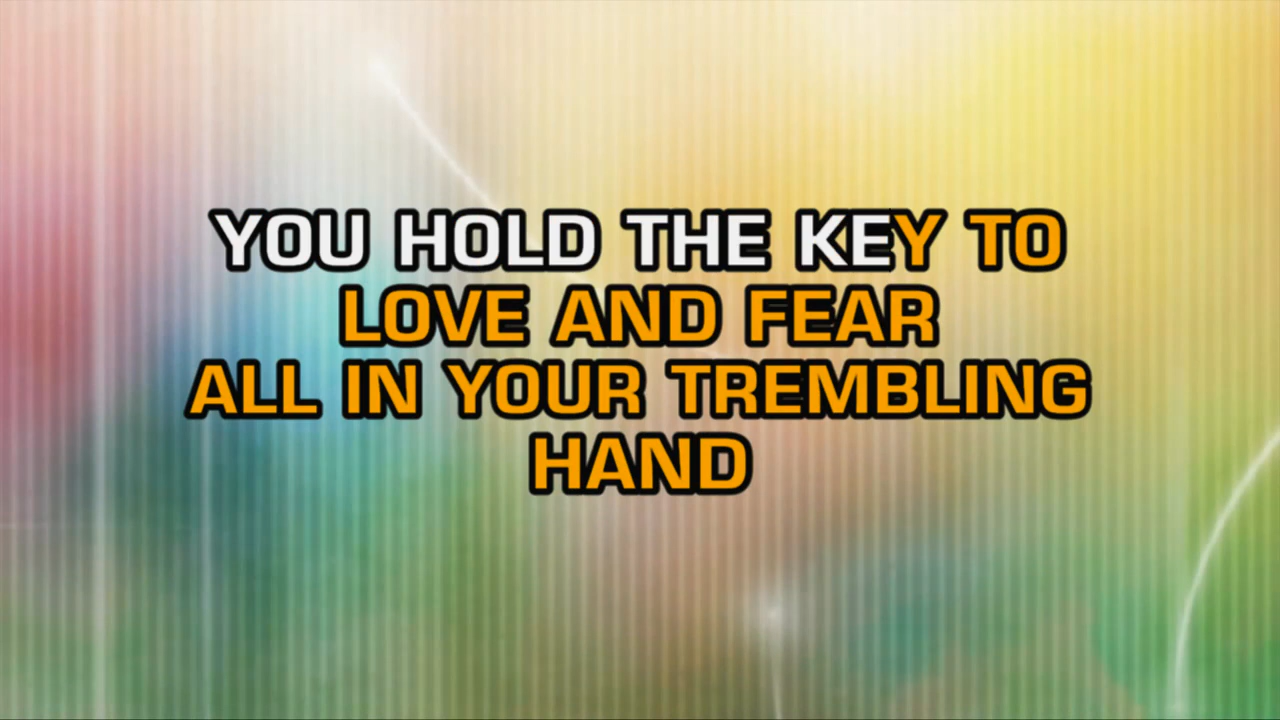 YOU HOLD THE KEY TO
LOVE AND FEAR
ALL IN YOUR TREMBLING
HAND